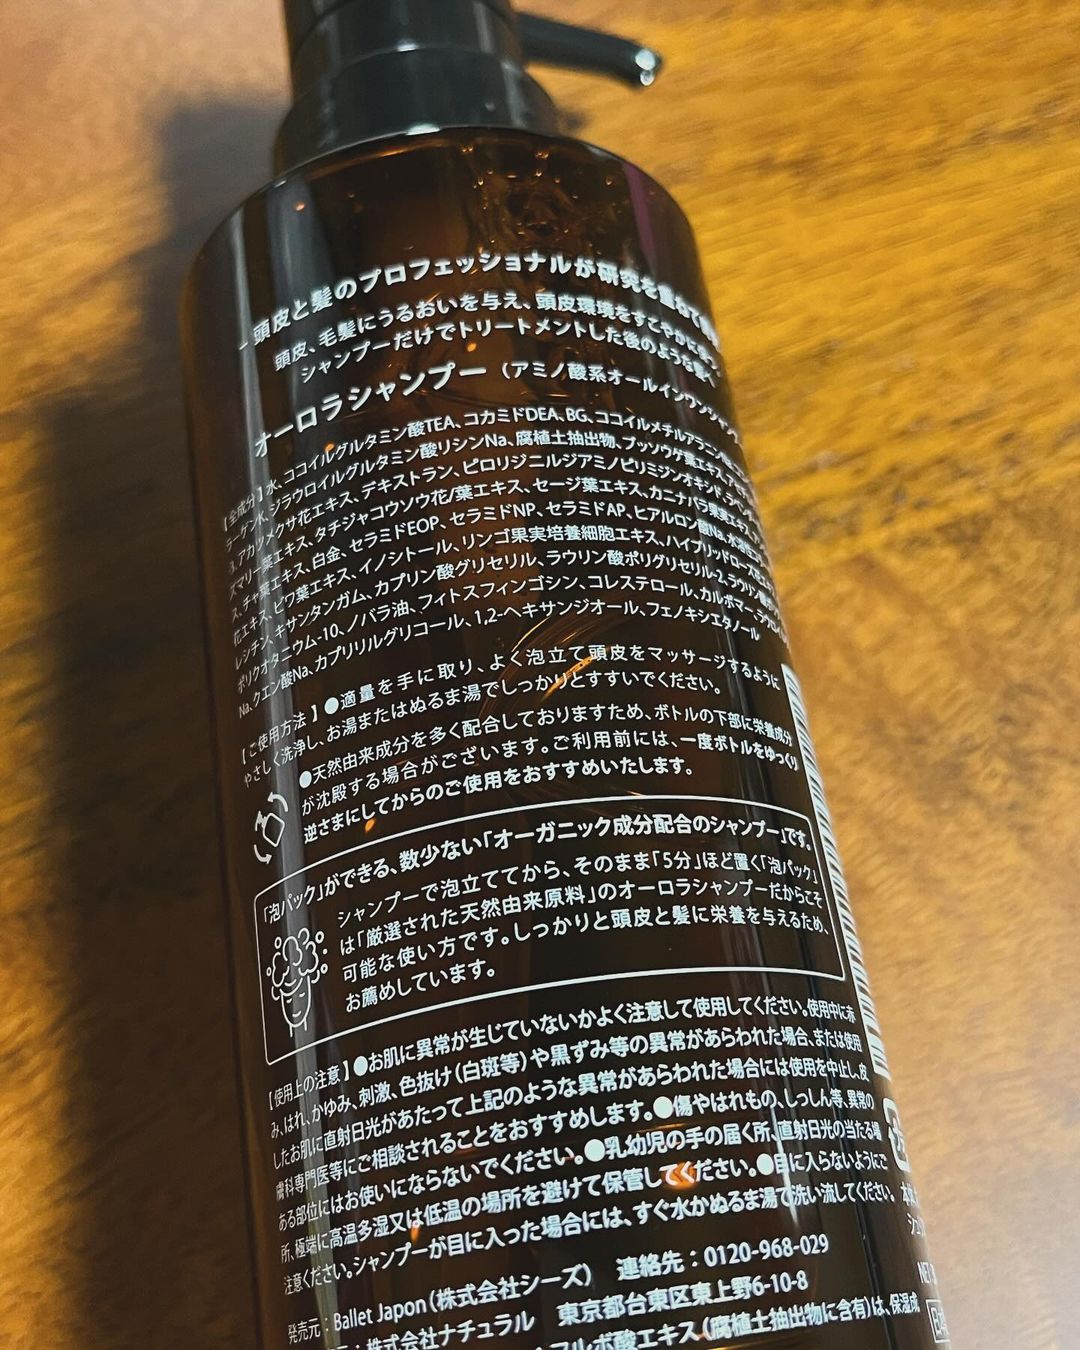 - 頭皮と髪のプロフェッショナルが研究を重ねて
頭皮、毛髪にうるおいを与え、頭皮環境をすこやかに
シャンプーだけでトリートメントした後のような
オーロラシャンプー（アミノ酸系オールインワンシャン
【全成分】水、ココイルグルタミン酸TEA、コカミドDEA、BG、ココイルメチルアラニン
ラーゲンK、ジラウロイルグルタミン酸リシンNa、腐植土抽出物、ブッソウゲ葉エキス、
a、アカツメクサ花エキス、デキストラン、ピロリジニルジアミノピリミジンオキシド、
ズマリー葉エキス、タチジャコウソウ花/葉エキス、セージ葉エキス、カニナバラ果実エキス、
ス、チャ葉エキス、白金、セラミドEOP、セラミドNP、セラミドAP、ヒアルロン酸Na、
花エキス、ビワ葉エキス、イノシトール、リンゴ果実培養細胞エキス、ハイブリッドローズ
レシチン、キサンタンガム、カプリン酸グリセリル、ラウリン酸ポリグリセリル-2、ラウリン酸
ポリクオタニウム-10、ノバラ油、フィトスフィンゴシン、コレステロール、カルボマー、
Na、クエン酸Na、カプリリルグリコール、1,2-ヘキサンジオール、フェノキシエタノール
【ご使用方法】●適量を手に取り、よく泡立て頭皮をマッサージするように
やさしく洗浄し、お湯またはぬるま湯でしっかりとすすいでください。
●天然由来成分を多く配合しておりますため、ボトルの下部に栄養成分
が沈殿する場合がございます。ご利用前には、一度ボトルをゆっくり
逆さまにしてからのご使用をおすすめいたします。
「泡パック」ができる、数少ない「オーガニック成分配合のシャンプー」です。
シャンプーで泡立ててから、そのまま「5分」ほど置く「泡パック」
は「厳選された天然由来原料」のオーロラシャンプーだからこそ
可能な使い方です。しっかりと頭皮と髪に栄養を与えるため、
お薦めしています。
【使用上の注意】●お肌に異常が生じていないかよく注意して使用してください。使用中に赤
み、はれ、かゆみ、刺激、色抜け（白斑等）や黒ずみ等の異常があらわれた場合、または使用
したお肌に直射日光があたって上記のような異常があらわれた場合には使用を中止し、皮
膚科専門医等にご相談されることをおすすめします。●傷やはれもの、しっしん等、異常の
ある部位にはお使いにならないでください。●乳幼児の手の届く所、直射日光の当たる場
所、極端に高温多湿又は低温の場所を避けて保管してください。●目に入らないようにご
注意ください。シャンプーが目に入った場合には、すぐ水かぬるま湯で洗い流してください。
発売元：Ballet Japon（株式会社シーズ） 連絡先：0120-968-029
：株式会社ナチュラル 東京都台東区東上野6-10-8
フルボ酸エキス（腐植土抽出物に含有）は、保湿成
NET